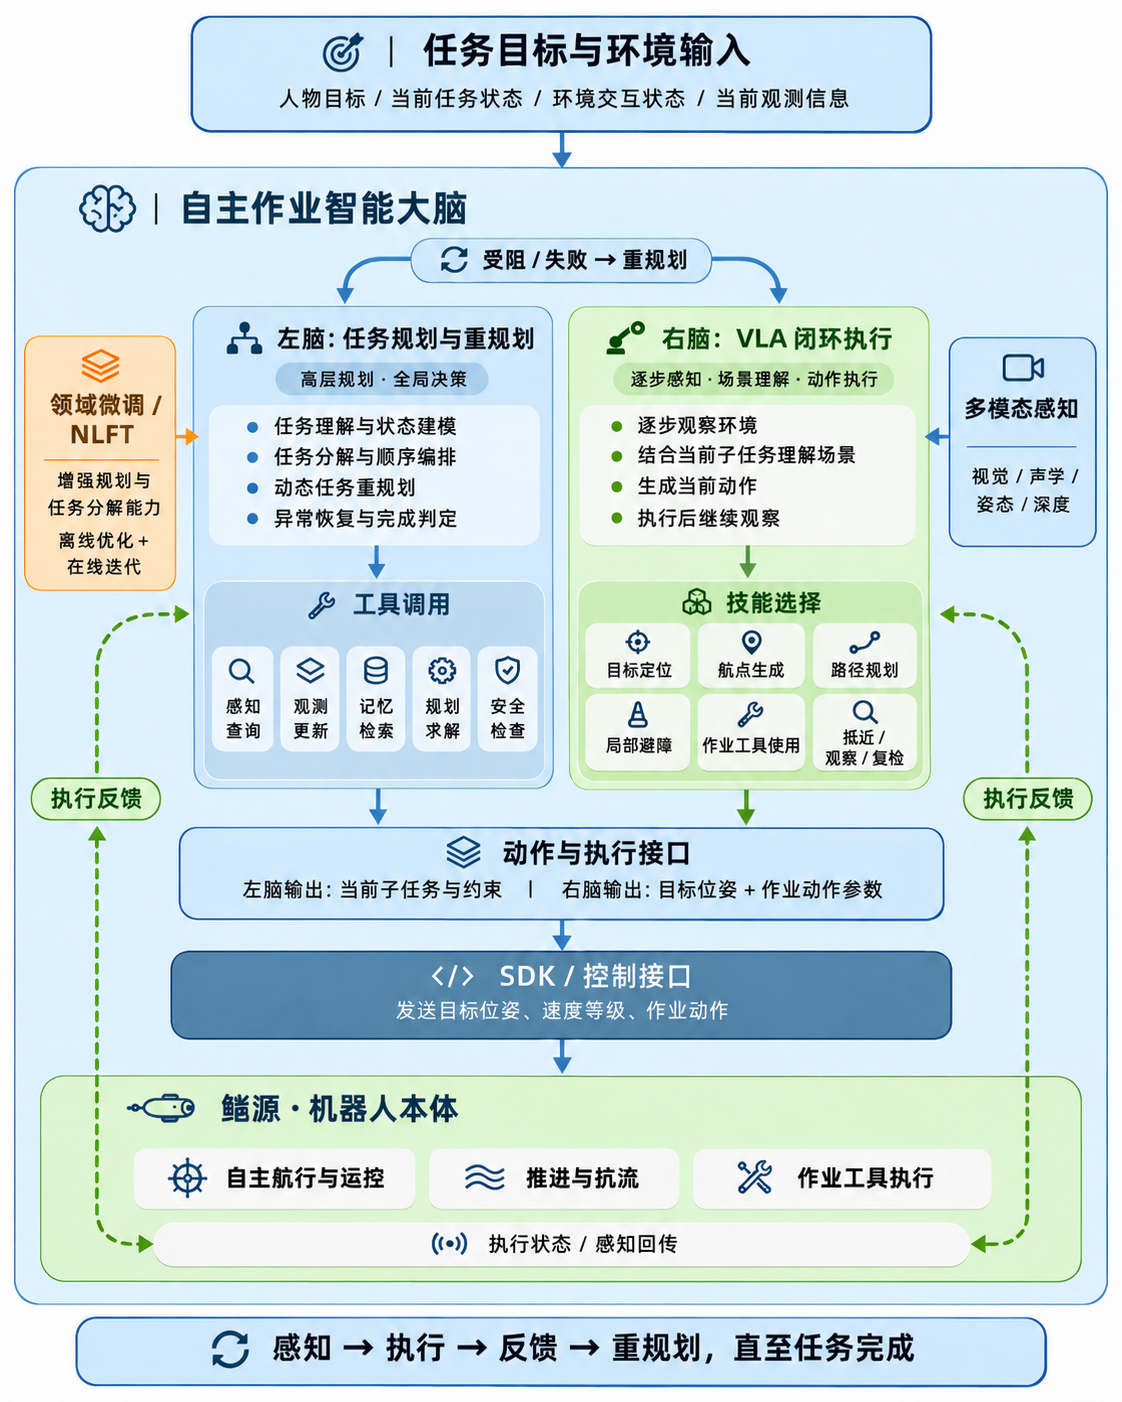 任务目标与环境输入
人物目标 / 当前任务状态 / 环境交互状态 / 当前观测信息
自主作业智能大脑
受阻 / 失败 → 重规划
左脑：任务规划与重规划
高层规划 · 全局决策
任务理解与状态建模
任务分解与顺序编排
动态任务重规划
异常恢复与完成判定
右脑：VLA 闭环执行
逐步感知 · 场景理解 · 动作执行
逐步观察环境
结合当前子任务理解场景
生成当前动作
执行后继续观察
领域微调 /
NLFT
增强规划与
任务分解能力
离线优化 +
在线迭代
多模态感知
视觉 / 声学 /
姿态 / 深度
工具调用
感知
查询
观测
更新
记忆
检索
规划
求解
安全
检查
技能选择
目标定位
航点生成
路径规划
局部避障
作业工具使用
抵近 /
观察 / 复检
执行反馈
执行反馈
动作与执行接口
左脑输出：当前子任务与约束 | 右脑输出：目标位姿 + 作业动作参数
</> SDK / 控制接口
发送目标位姿、速度等级、作业动作
源 · 机器人本体
自主航行与运控
推进与抗流
作业工具执行
执行状态 / 感知回传
感知 → 执行 → 反馈 → 重规划，直至任务完成